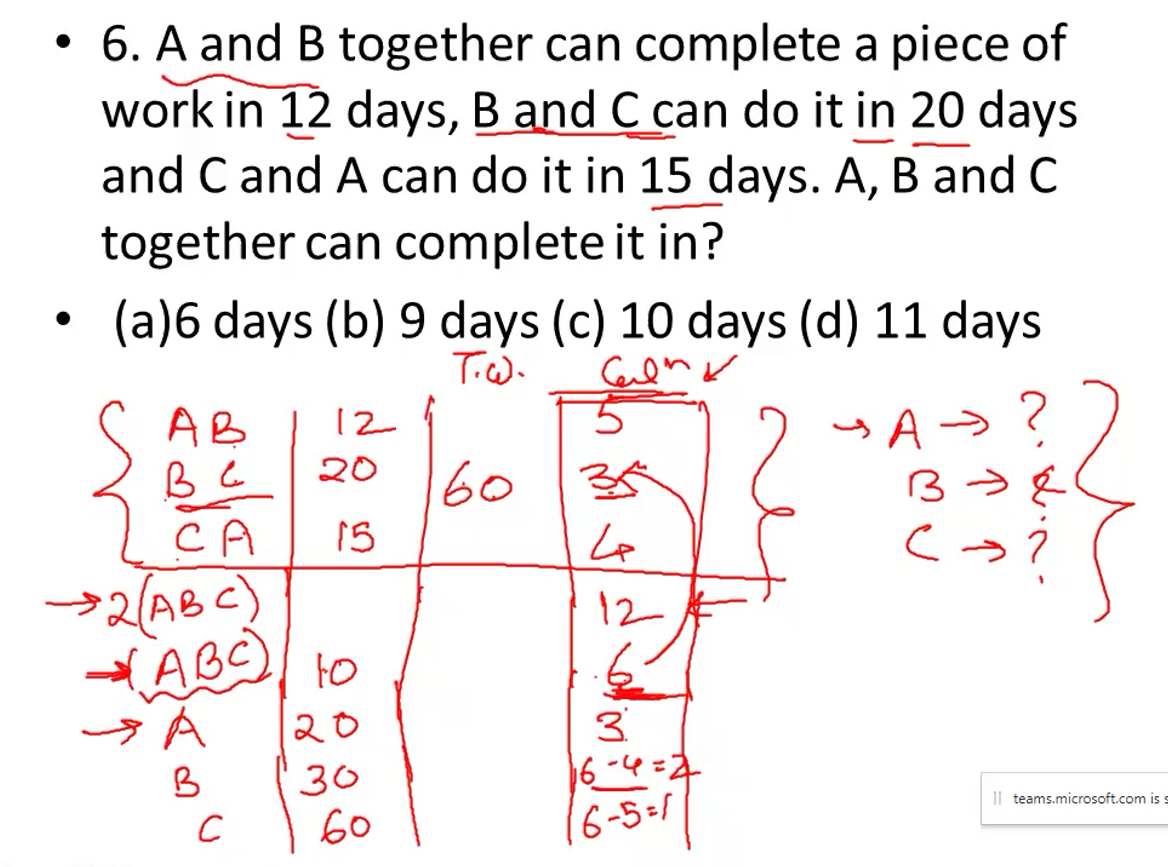 • 6. A and B together can complete a piece of
work in 12 days, B and C can do it in 20 days
and C and A can do it in 15 days. A, B and C
together can complete it in?
• (a)6 days (b) 9 days (c) 10 days (d) 11 days
T.W.
AB 12 5 → A → ?
BC 20 60 3 B → ?
CA 15 4 C → ?
→ 2(ABC) 12 ←
→ (ABC) 10 6
→ A 20 3
B 30 6-4=2
C 60 6-5=1
teams.microsoft.com is s